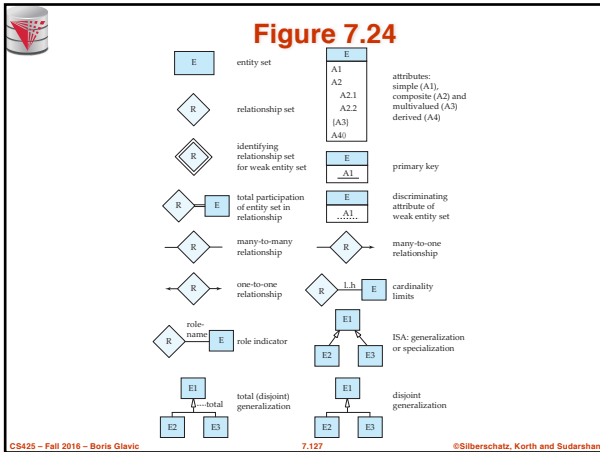 Figure 7.24
E
entity set
R
relationship set
R
identifying
relationship set
for weak entity set
R
E
total participation
of entity set in
relationship
R
many-to-many
relationship
R
one-to-one
relationship
role-
name
R
E
role indicator
E1
total
E2
E3
total (disjoint)
generalization
E
A1
A2
A2.1
A2.2
{A3}
A4()
attributes:
simple (A1),
composite (A2) and
multivalued (A3)
derived (A4)
E
A1
primary key
E
A1
discriminating
attribute of
weak entity set
R
many-to-one
relationship
R
l..h
E
cardinality
limits
E1
E2
E3
ISA: generalization
or specialization
E1
E2
E3
disjoint
generalization
CS425 – Fall 2016 – Boris Glavic
7.127
©Silberschatz, Korth and Sudarshan